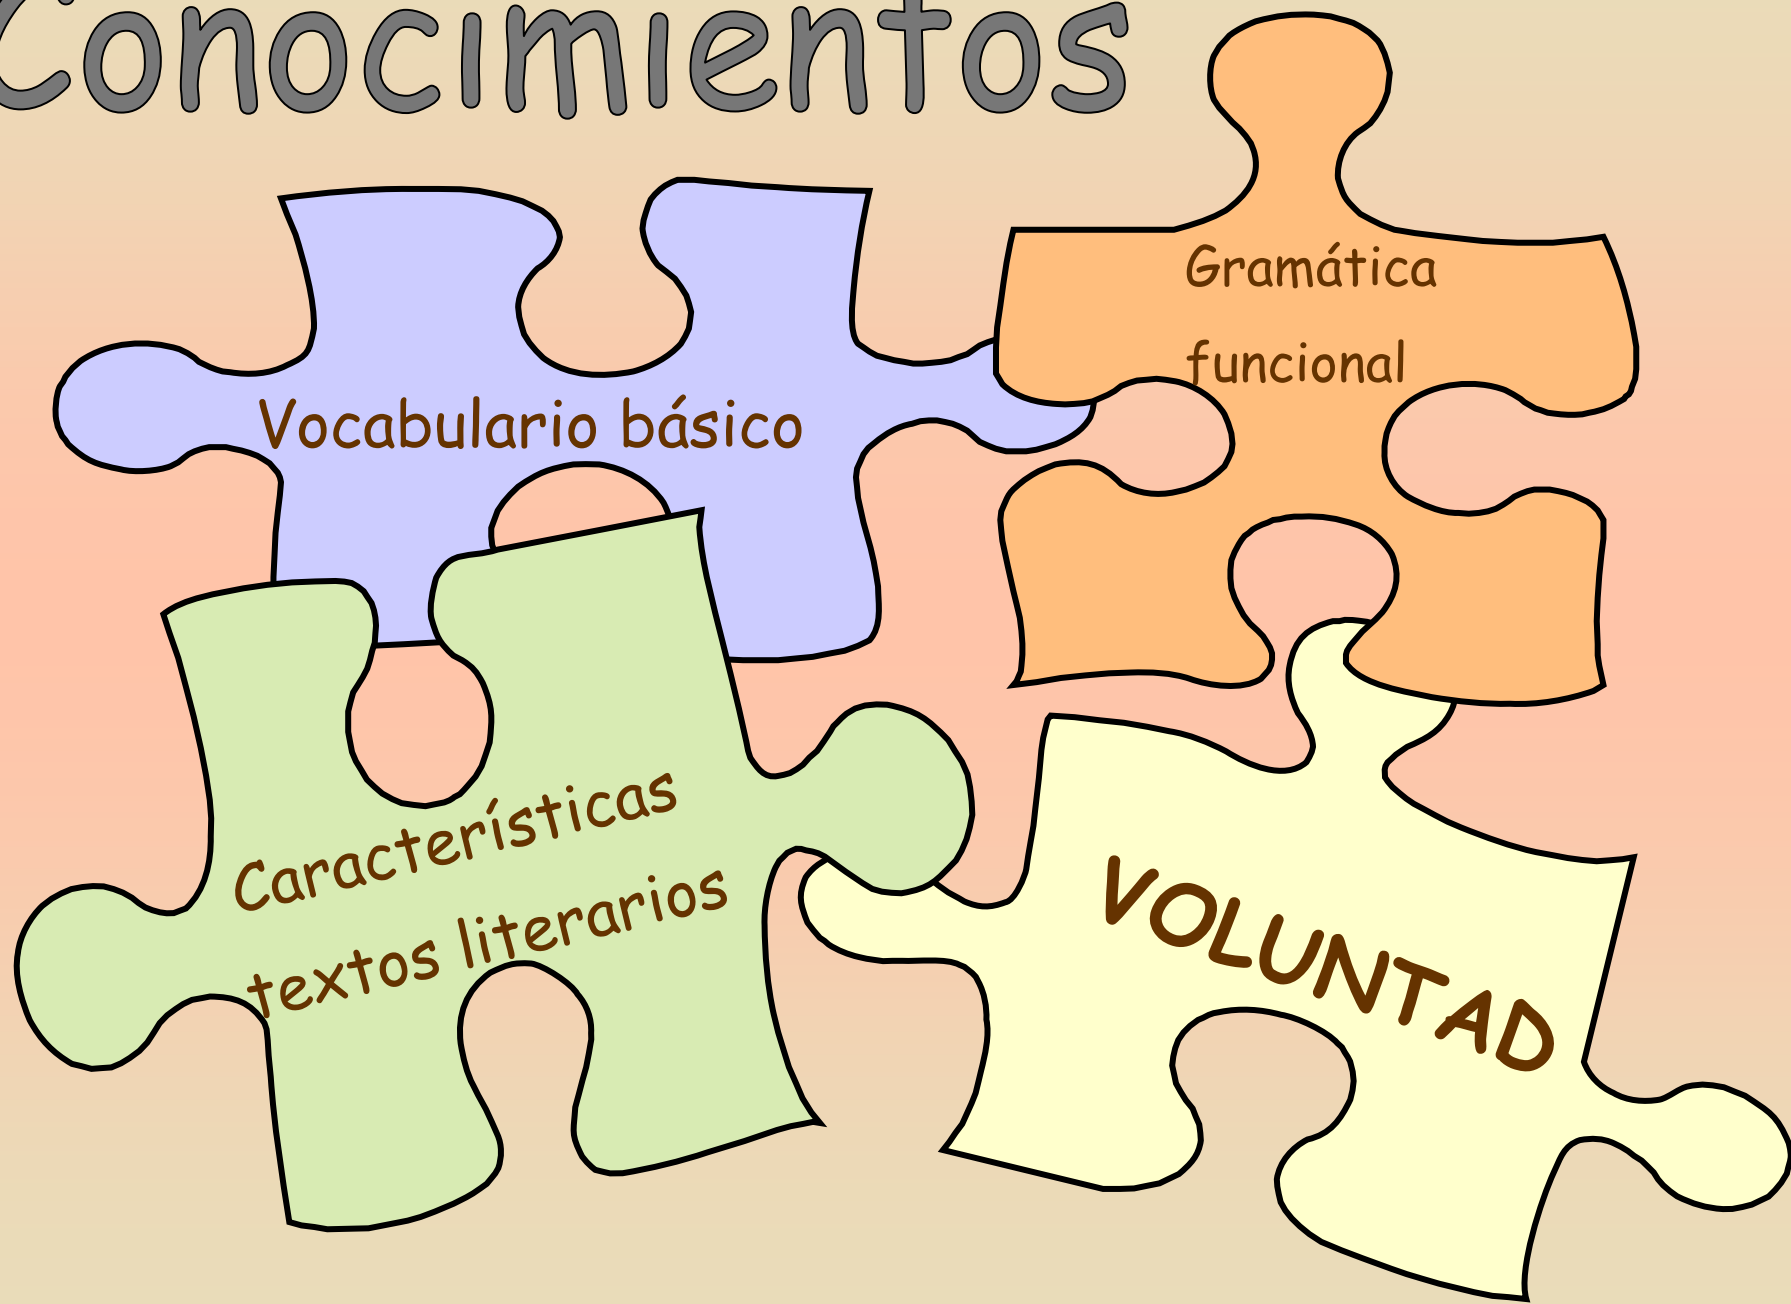 Conocimientos
Gramática
funcional
Vocabulario básico
Características
textos literarios
VOLUNTAD